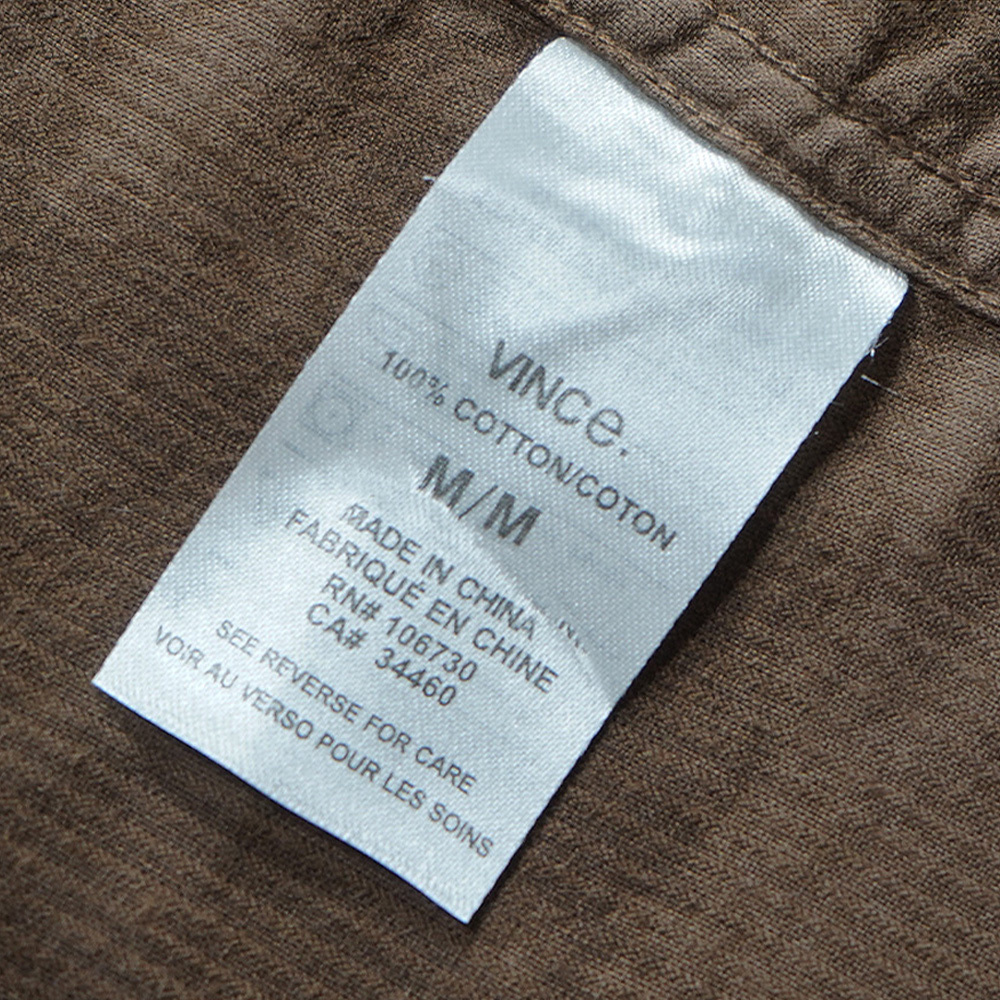 VINCe.
100% COTTON/COTON
M/M
MADE IN CHINA
FABRIQUÉ EN CHINE
RN# 106730
CA# 34460
SEE REVERSE FOR CARE
VOIR AU VERSO POUR LES SOINS